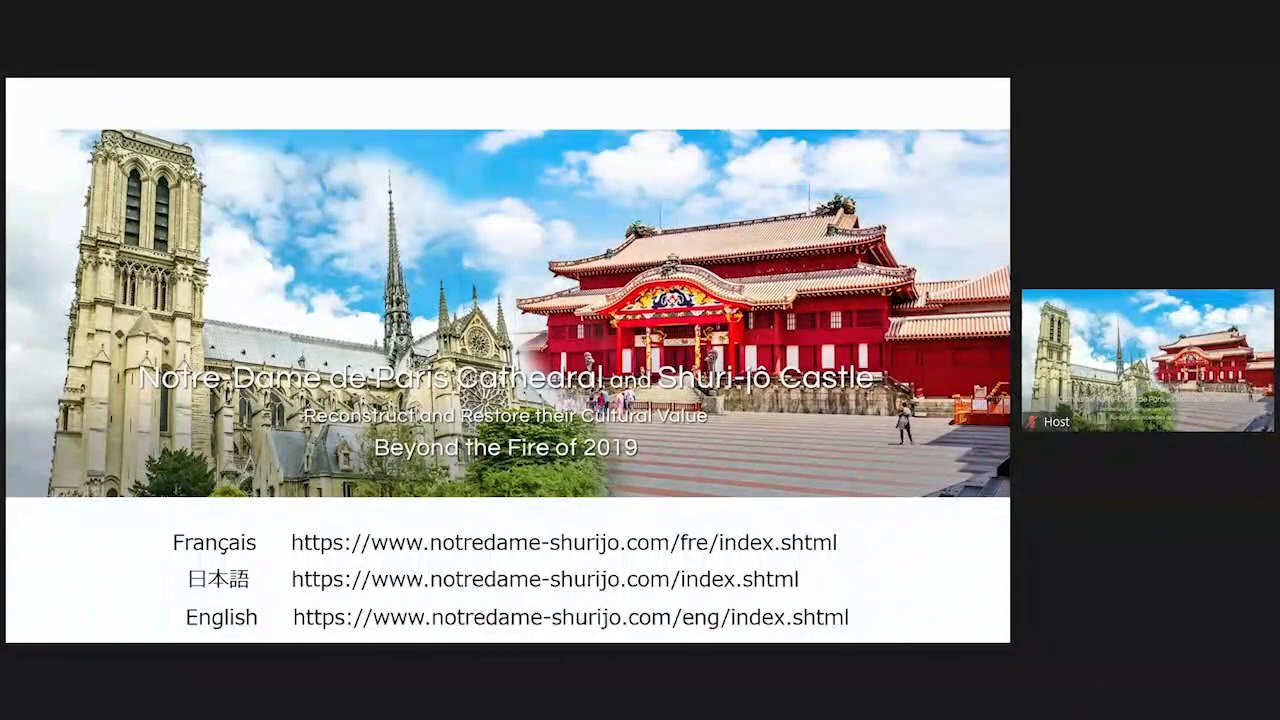 Notre-Dame de Paris Cathedral and Shuri-jô Castle
Reconstruct and Restore their Cultural Value
Beyond the Fire of 2019
Français https://www.notredame-shurijo.com/fre/index.shtml
日本語 https://www.notredame-shurijo.com/index.shtml
English https://www.notredame-shurijo.com/eng/index.shtml
Host